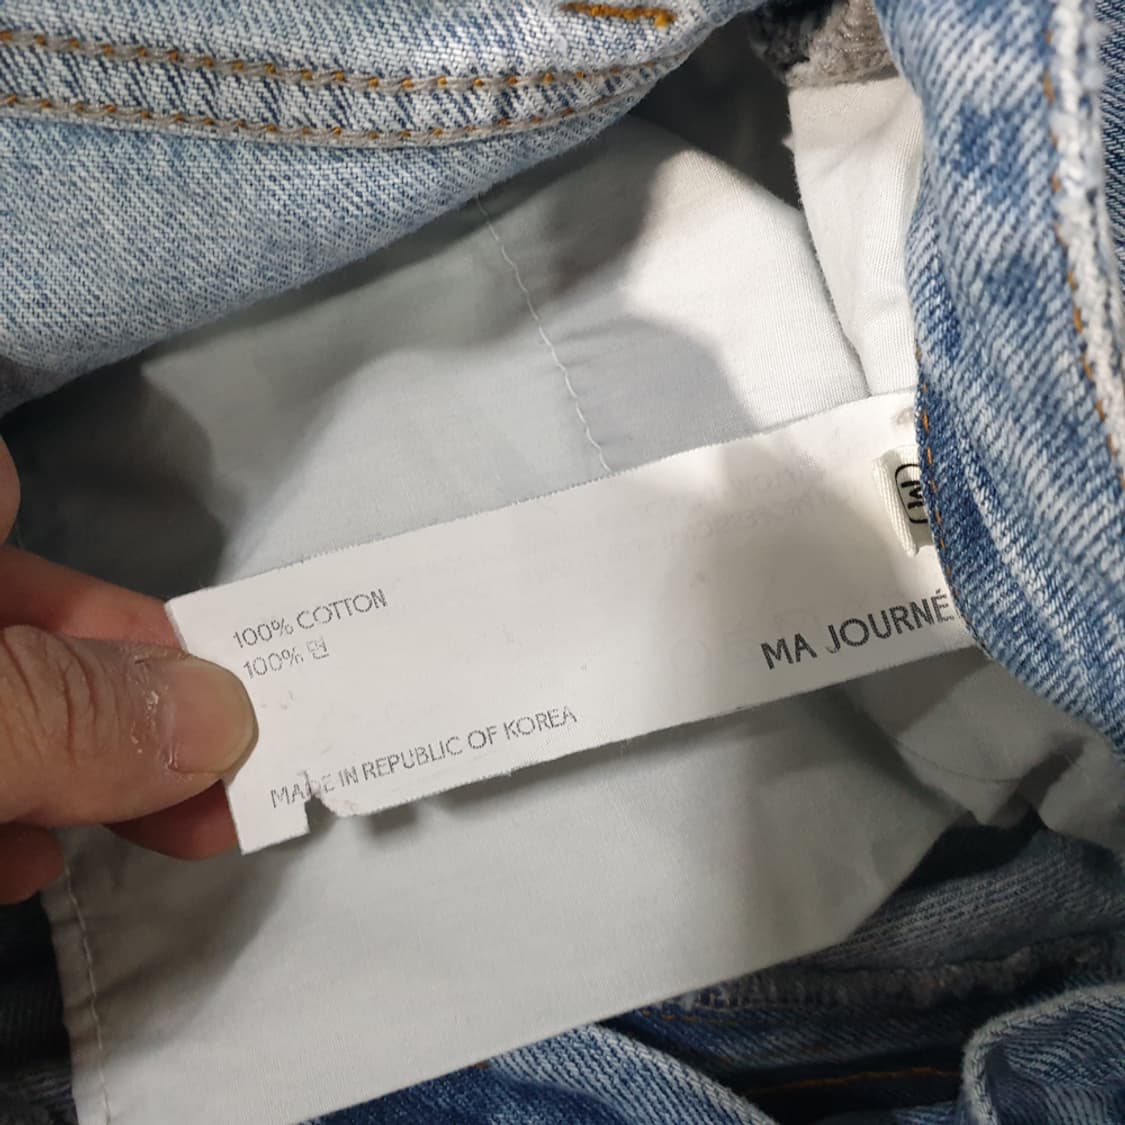 100% COTTON
100% 면
MADE IN REPUBLIC OF KOREA
MA JOURNÉ
M